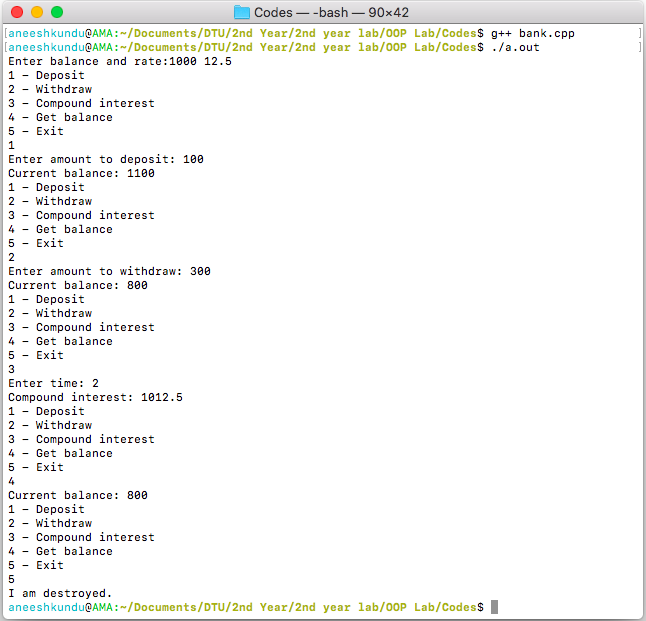 Codes — -bash — 90×42
[aneeshkundu@AMA:~/Documents/DTU/2nd Year/2nd year lab/OOP Lab/Codes$ g++ bank.cpp ]
[aneeshkundu@AMA:~/Documents/DTU/2nd Year/2nd year lab/OOP Lab/Codes$ ./a.out ]
Enter balance and rate:1000 12.5
1 - Deposit
2 - Withdraw
3 - Compound interest
4 - Get balance
5 - Exit
1
Enter amount to deposit: 100
Current balance: 1100
1 - Deposit
2 - Withdraw
3 - Compound interest
4 - Get balance
5 - Exit
2
Enter amount to withdraw: 300
Current balance: 800
1 - Deposit
2 - Withdraw
3 - Compound interest
4 - Get balance
5 - Exit
3
Enter time: 2
Compound interest: 1012.5
1 - Deposit
2 - Withdraw
3 - Compound interest
4 - Get balance
5 - Exit
4
Current balance: 800
1 - Deposit
2 - Withdraw
3 - Compound interest
4 - Get balance
5 - Exit
5
I am destroyed.
aneeshkundu@AMA:~/Documents/DTU/2nd Year/2nd year lab/OOP Lab/Codes$